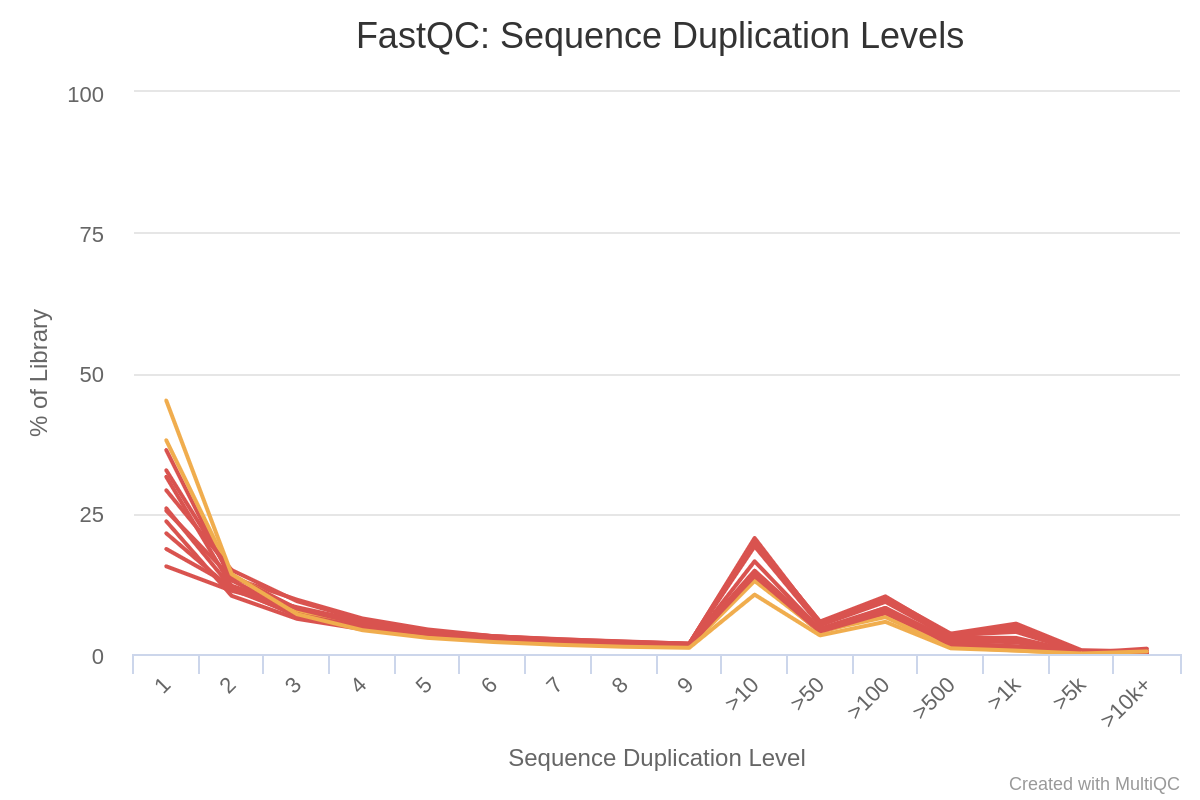 FastQC: Sequence Duplication Levels
100
75
50
25
0
% of Library
1
2
3
4
5
6
7
8
9
>10
>50
>100
>500
>1k
>5k
>10k+
Sequence Duplication Level
Created with MultiQC